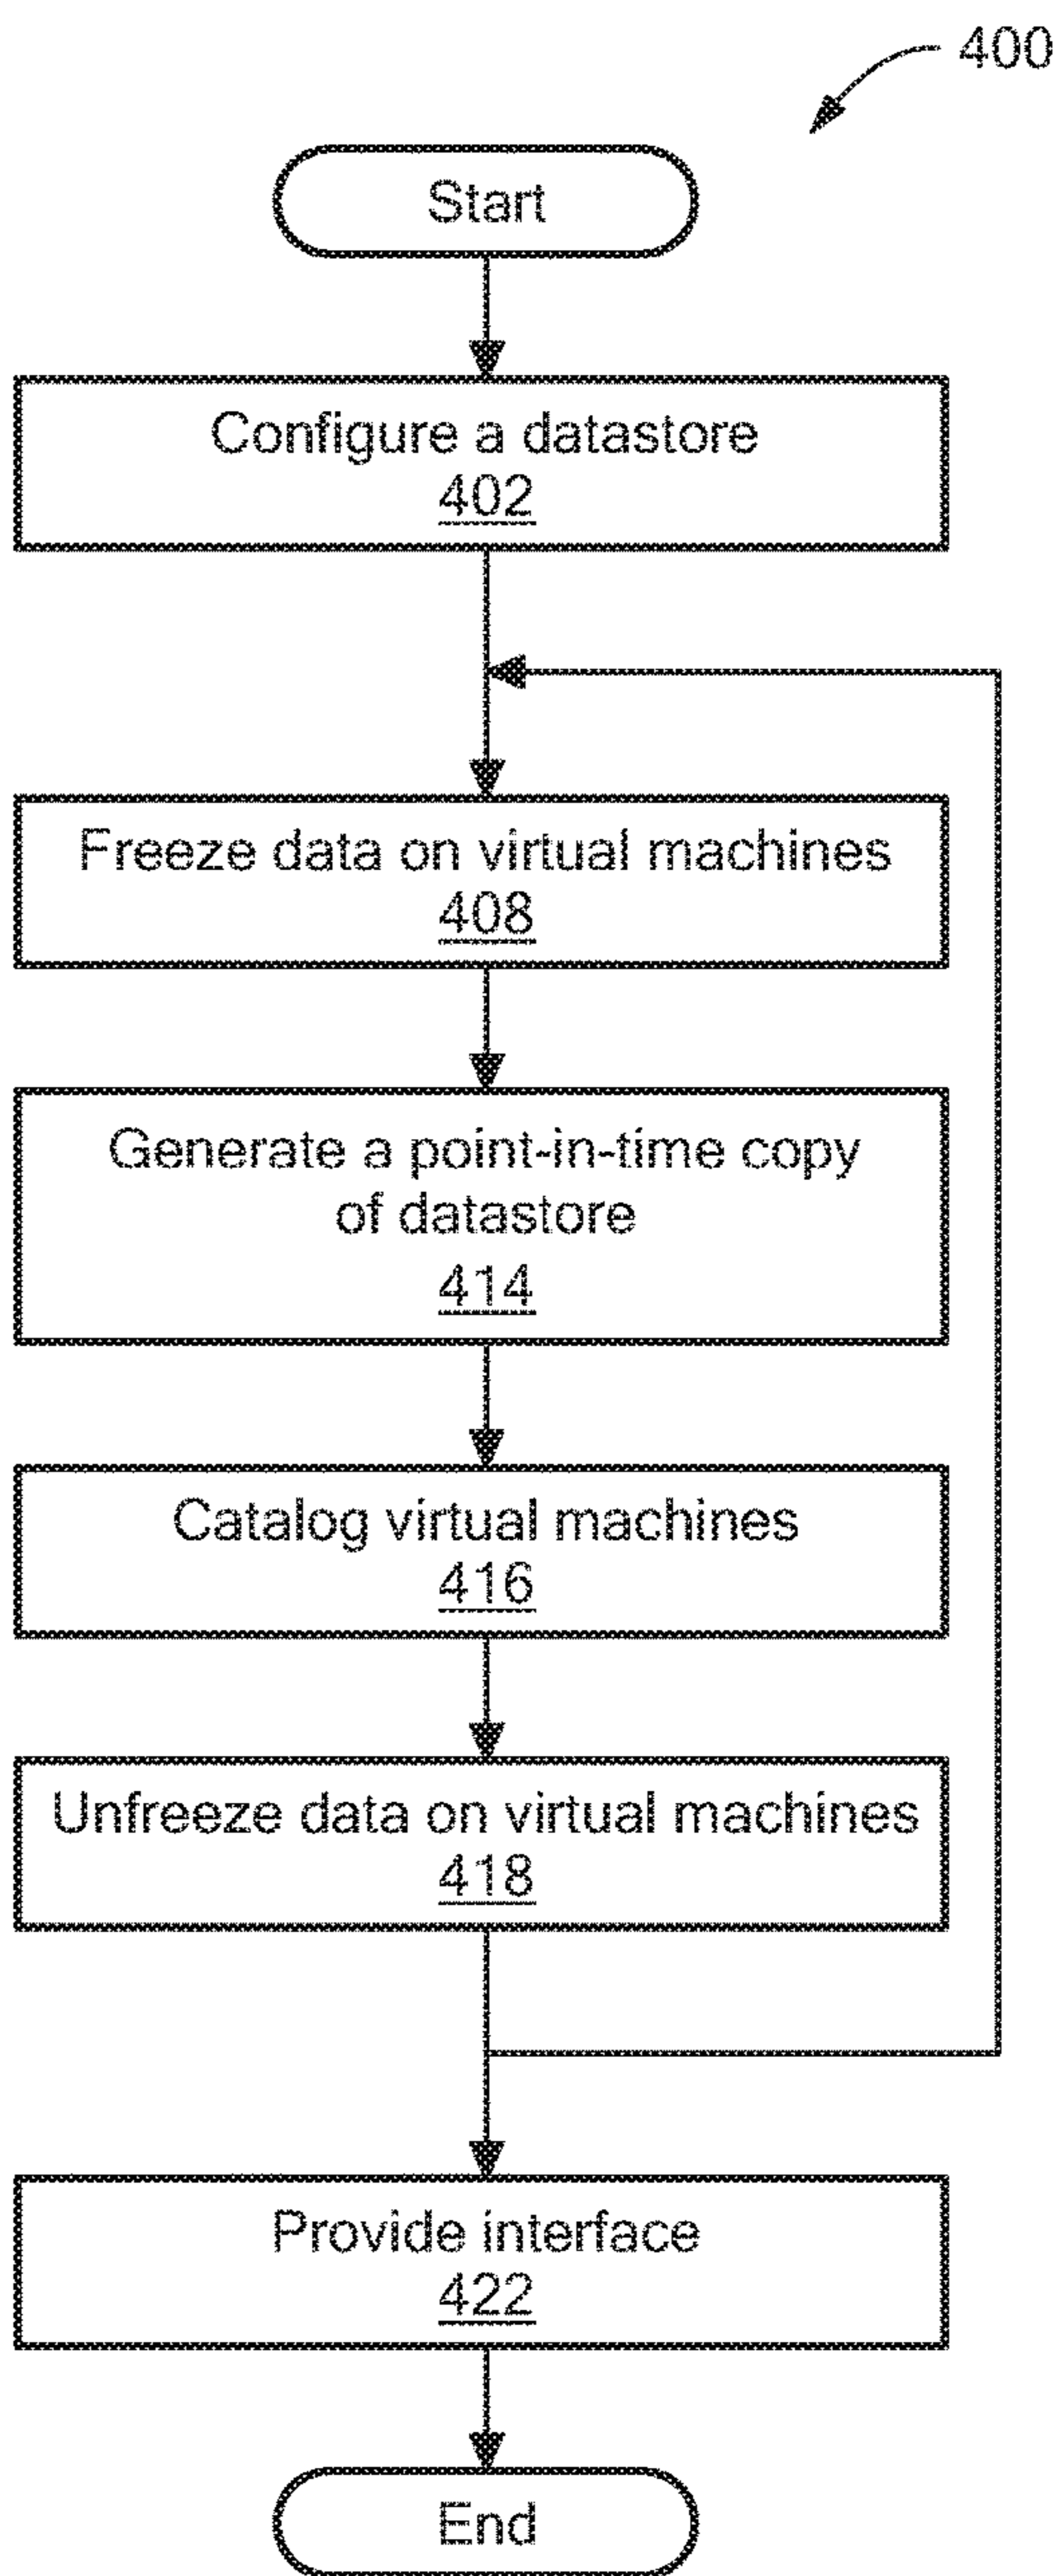 400
Start
Configure a datastore
402
Freeze data on virtual machines
408
Generate a point-in-time copy
of datastore
414
Catalog virtual machines
416
Unfreeze data on virtual machines
418
Provide interface
422
End